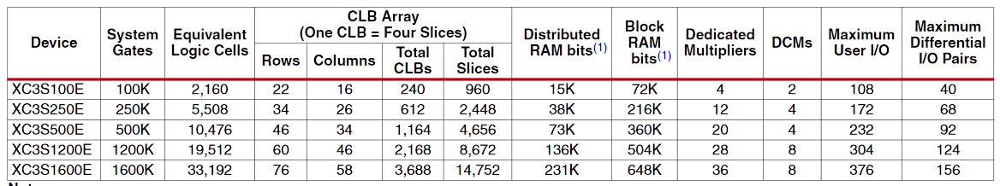 Device System Gates Equivalent Logic Cells CLB Array (One CLB = Four Slices) Distributed RAM bits(1) Block RAM bits(1) Dedicated Multipliers DCMs Maximum User I/O Maximum Differential I/O Pairs
Rows Columns Total CLBs Total Slices
XC3S100E 100K 2,160 22 16 240 960 15K 72K 4 2 108 40
XC3S250E 250K 5,508 34 26 612 2,448 38K 216K 12 4 172 68
XC3S500E 500K 10,476 46 34 1,164 4,656 73K 360K 20 4 232 92
XC3S1200E 1200K 19,512 60 46 2,168 8,672 136K 504K 28 8 304 124
XC3S1600E 1600K 33,192 76 58 3,688 14,752 231K 648K 36 8 376 156